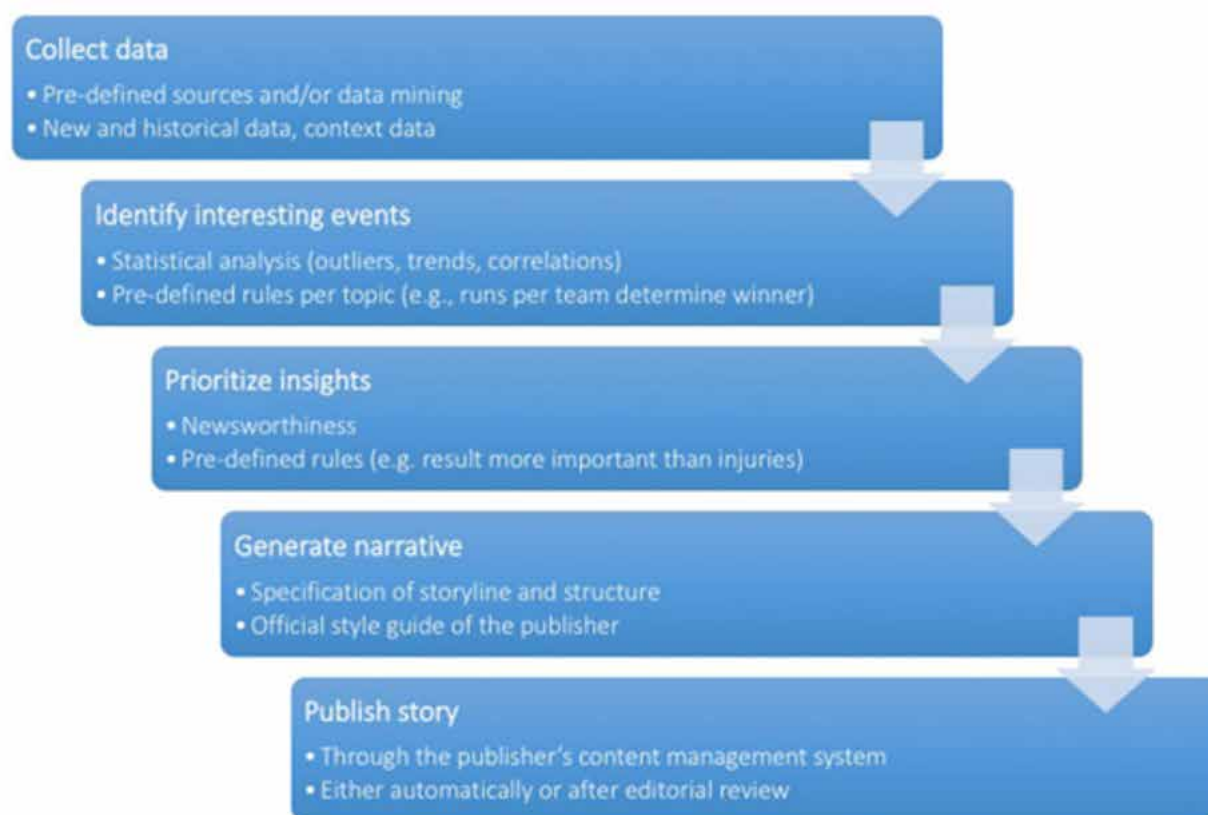 Collect data
• Pre-defined sources and/or data mining
• New and historical data, context data
Identify interesting events
• Statistical analysis (outliers, trends, correlations)
• Pre-defined rules per topic (e.g., runs per team determine winner)
Prioritize insights
• Newsworthiness
• Pre-defined rules (e.g. result more important than injuries)
Generate narrative
• Specification of storyline and structure
• Official style guide of the publisher
Publish story
• Through the publisher's content management system
• Either automatically or after editorial review